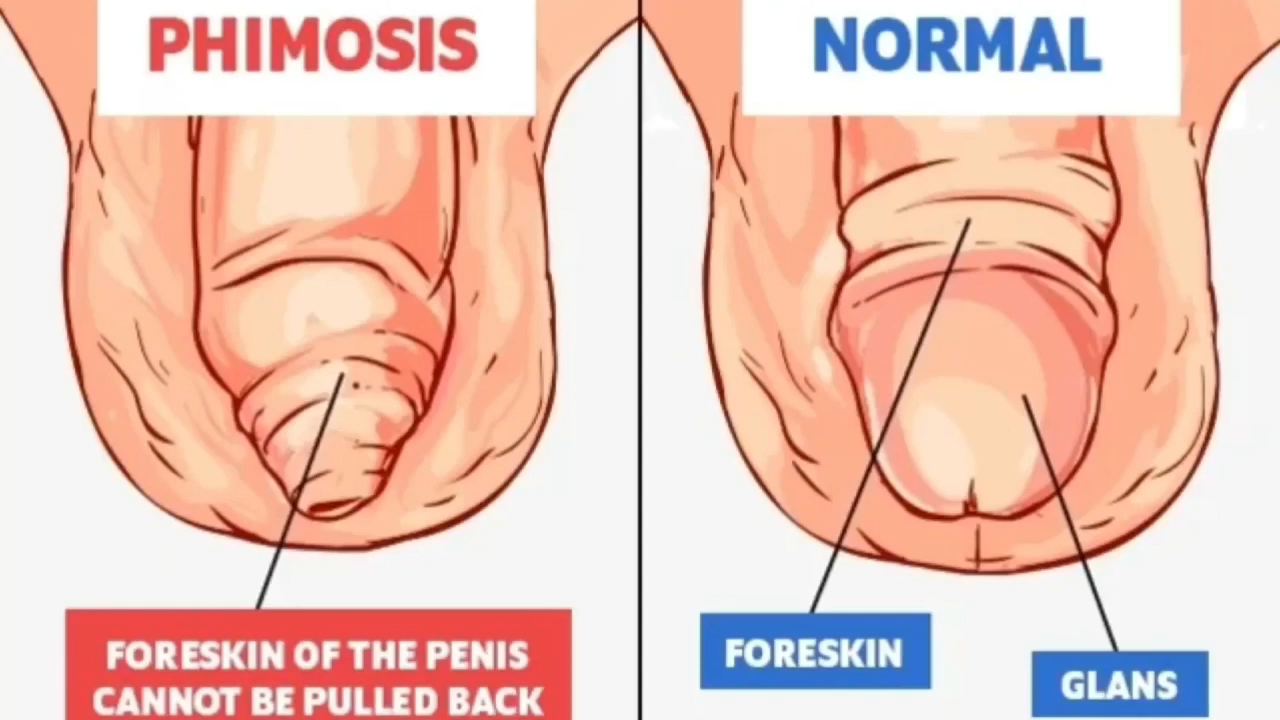 PHIMOSIS
NORMAL
FORESKIN OF THE PENIS
CANNOT BE PULLED BACK
FORESKIN
GLANS